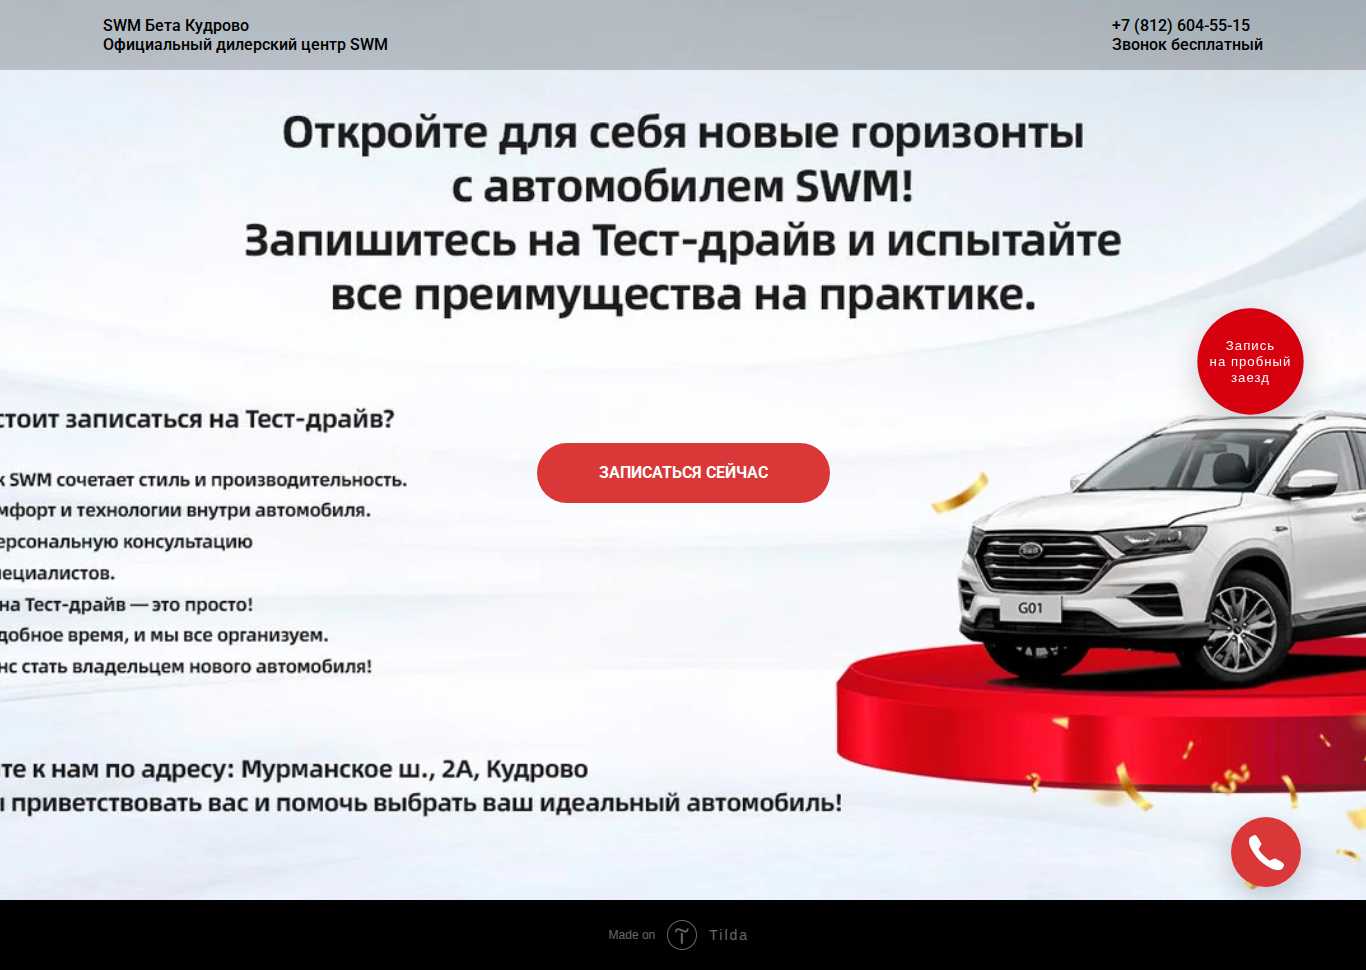 SWM Бета Кудрово
Официальный дилерский центр SWM
+7 (812) 604-55-15
Звонок бесплатный
Откройте для себя новые горизонты
с автомобилем SWM!
Запишитесь на Тест-драйв и испытайте
все преимущества на практике.
Запись
на пробный
заезд
стоит записаться на Тест-драйв?
ЗАПИСАТЬСЯ СЕЙЧАС
к SWM сочетает стиль и производительность.
мфорт и технологии внутри автомобиля.
ерсональную консультацию
пециалистов.
на Тест-драйв — это просто!
добное время, и мы все организуем.
нс стать владельцем нового автомобиля!
G01
те к нам по адресу: Мурманское ш., 2А, Кудрово
ы приветствовать вас и помочь выбрать ваш идеальный автомобиль!
Made on Tilda